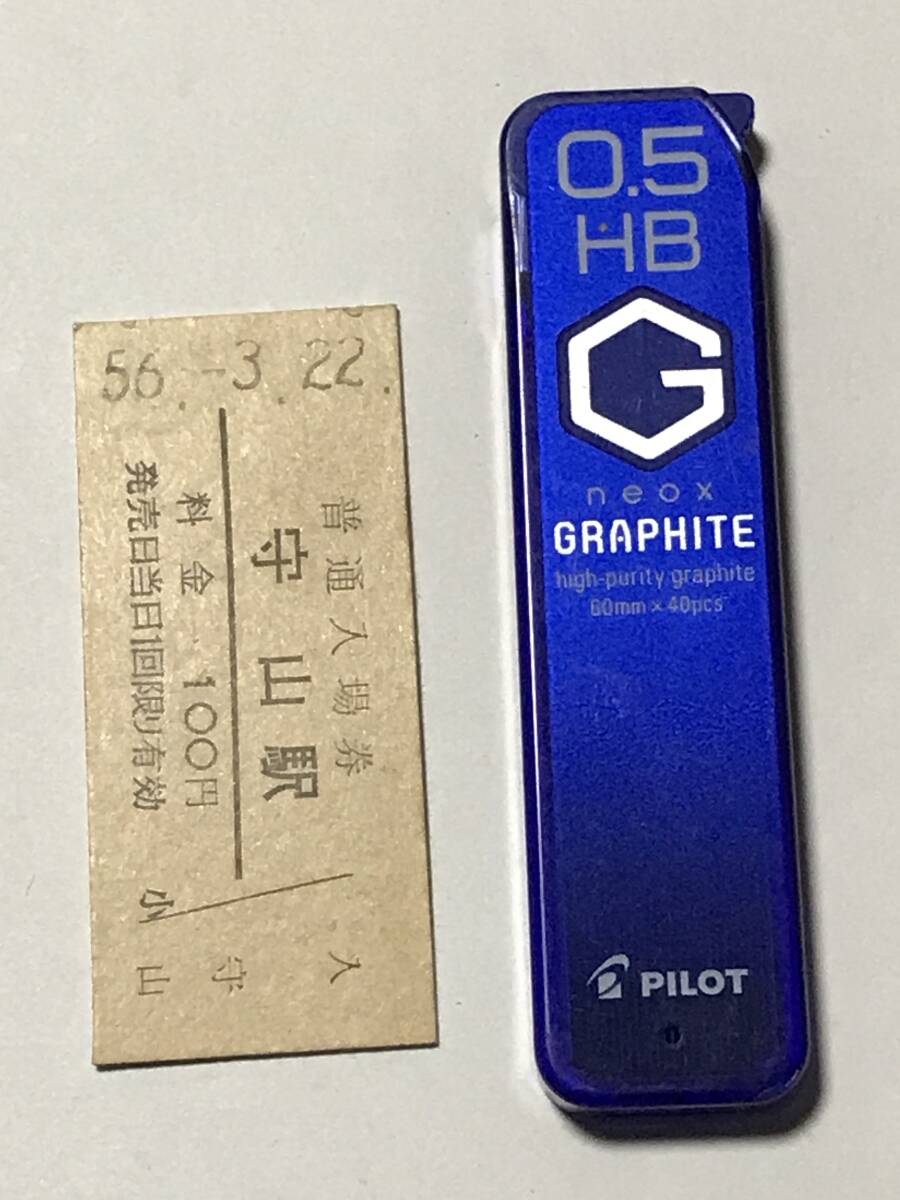 56.-3.22.
普通入場券
守山駅
料金 100円
発売日当日1回限り有効
小
入
守
山
0.5
HB
G
neox
GRAPHITE
high-purity graphite
60mm×40pcs
PILOT